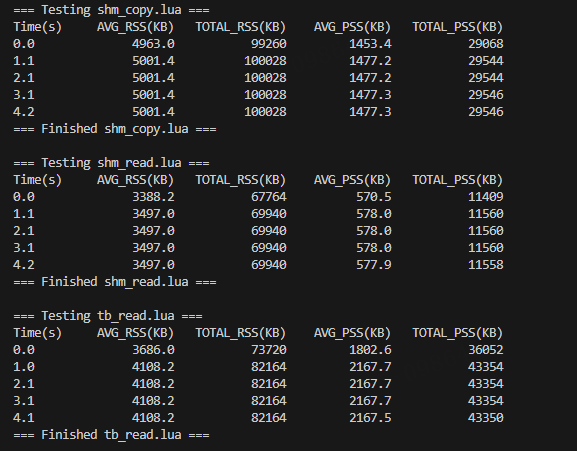 === Testing shm_copy.lua ===
Time(s) AVG_RSS(KB) TOTAL_RSS(KB) AVG_PSS(KB) TOTAL_PSS(KB)
0.0 4963.0 99260 1453.4 29068
1.1 5001.4 100028 1477.2 29544
2.1 5001.4 100028 1477.2 29544
3.1 5001.4 100028 1477.3 29546
4.2 5001.4 100028 1477.3 29546
=== Finished shm_copy.lua ===

=== Testing shm_read.lua ===
Time(s) AVG_RSS(KB) TOTAL_RSS(KB) AVG_PSS(KB) TOTAL_PSS(KB)
0.0 3388.2 67764 570.5 11409
1.1 3497.0 69940 578.0 11560
2.1 3497.0 69940 578.0 11560
3.1 3497.0 69940 578.0 11560
4.2 3497.0 69940 577.9 11558
=== Finished shm_read.lua ===

=== Testing tb_read.lua ===
Time(s) AVG_RSS(KB) TOTAL_RSS(KB) AVG_PSS(KB) TOTAL_PSS(KB)
0.0 3686.0 73720 1802.6 36052
1.0 4108.2 82164 2167.7 43354
2.1 4108.2 82164 2167.7 43354
3.1 4108.2 82164 2167.7 43354
4.1 4108.2 82164 2167.5 43350
=== Finished tb_read.lua ===